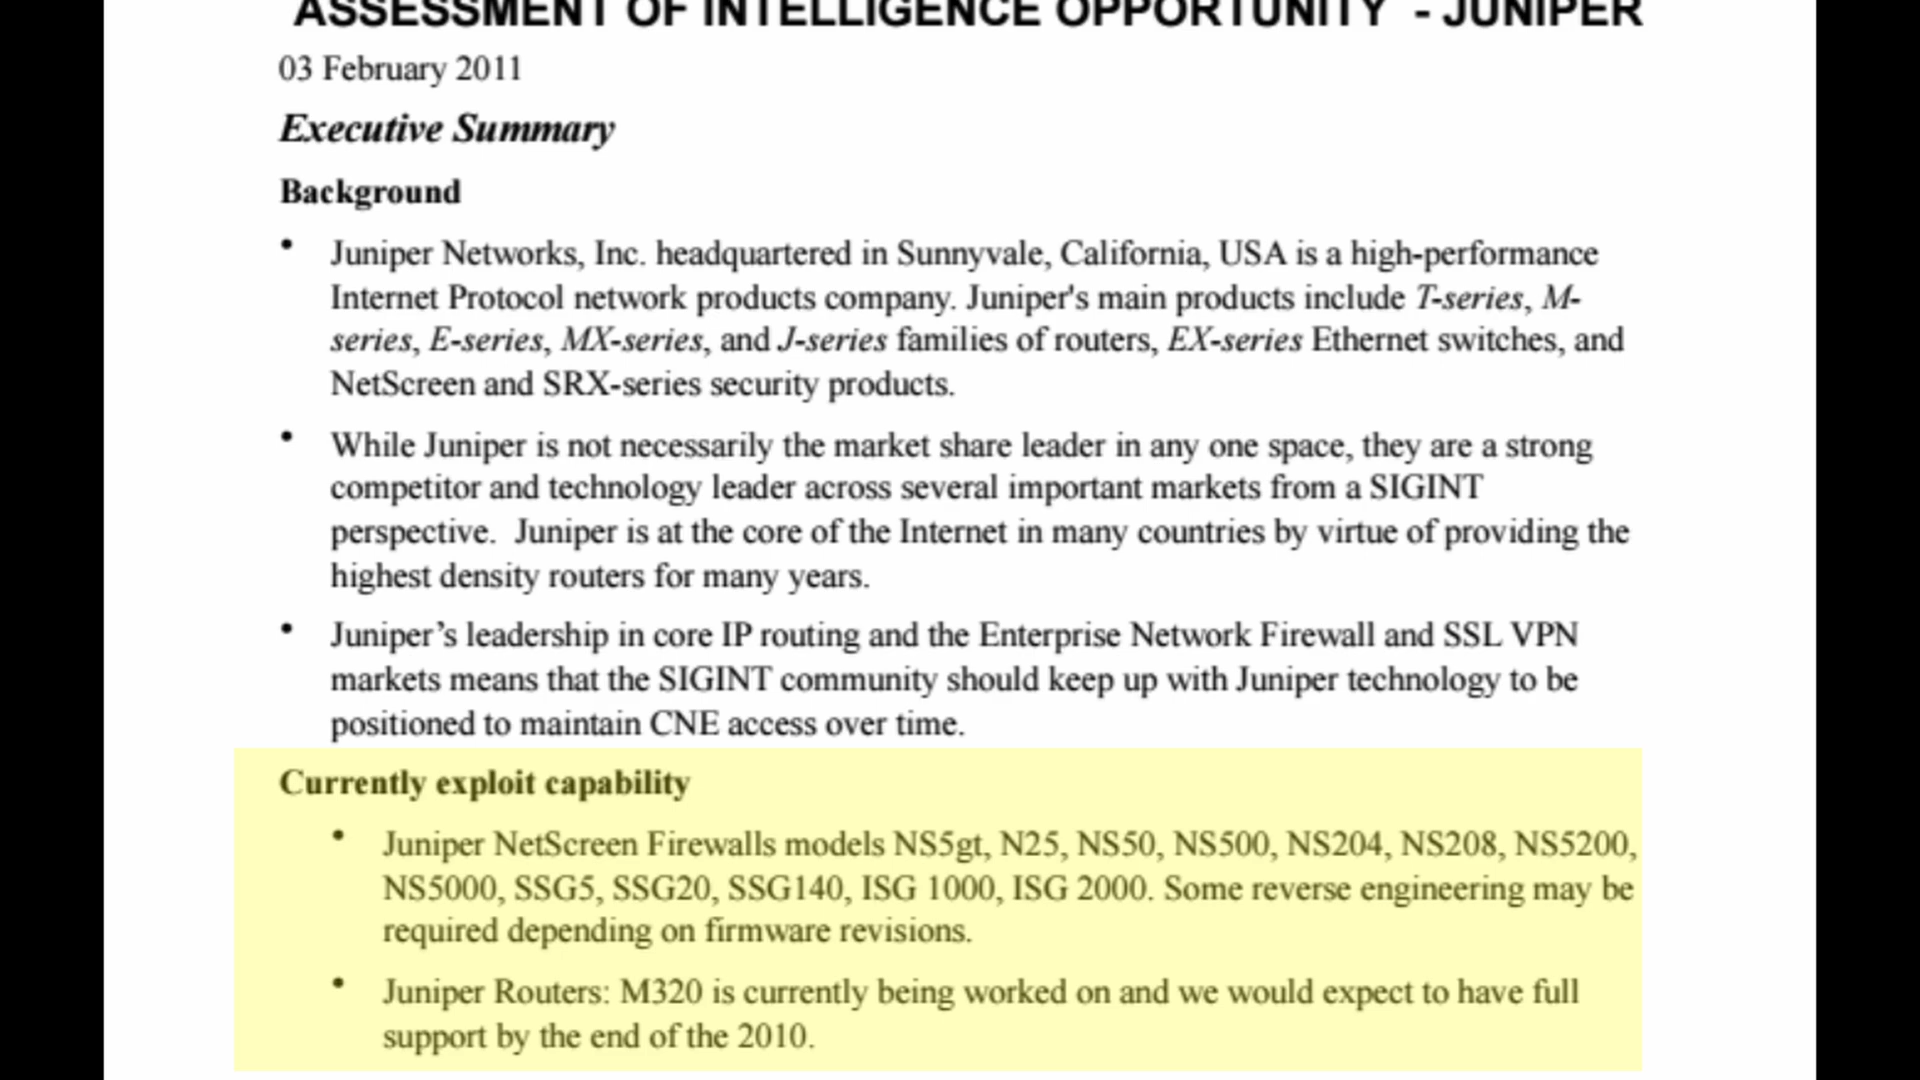 ASSESSMENT OF INTELLIGENCE OPPORTUNITY - JUNIPER
03 February 2011
Executive Summary
Background
• Juniper Networks, Inc. headquartered in Sunnyvale, California, USA is a high-performance
Internet Protocol network products company. Juniper's main products include T-series, M-
series, E-series, MX-series, and J-series families of routers, EX-series Ethernet switches, and
NetScreen and SRX-series security products.
• While Juniper is not necessarily the market share leader in any one space, they are a strong
competitor and technology leader across several important markets from a SIGINT
perspective.  Juniper is at the core of the Internet in many countries by virtue of providing the
highest density routers for many years.
• Juniper’s leadership in core IP routing and the Enterprise Network Firewall and SSL VPN
markets means that the SIGINT community should keep up with Juniper technology to be
positioned to maintain CNE access over time.
Currently exploit capability
• Juniper NetScreen Firewalls models NS5gt, N25, NS50, NS500, NS204, NS208, NS5200,
NS5000, SSG5, SSG20, SSG140, ISG 1000, ISG 2000. Some reverse engineering may be
required depending on firmware revisions.
• Juniper Routers: M320 is currently being worked on and we would expect to have full
support by the end of the 2010.